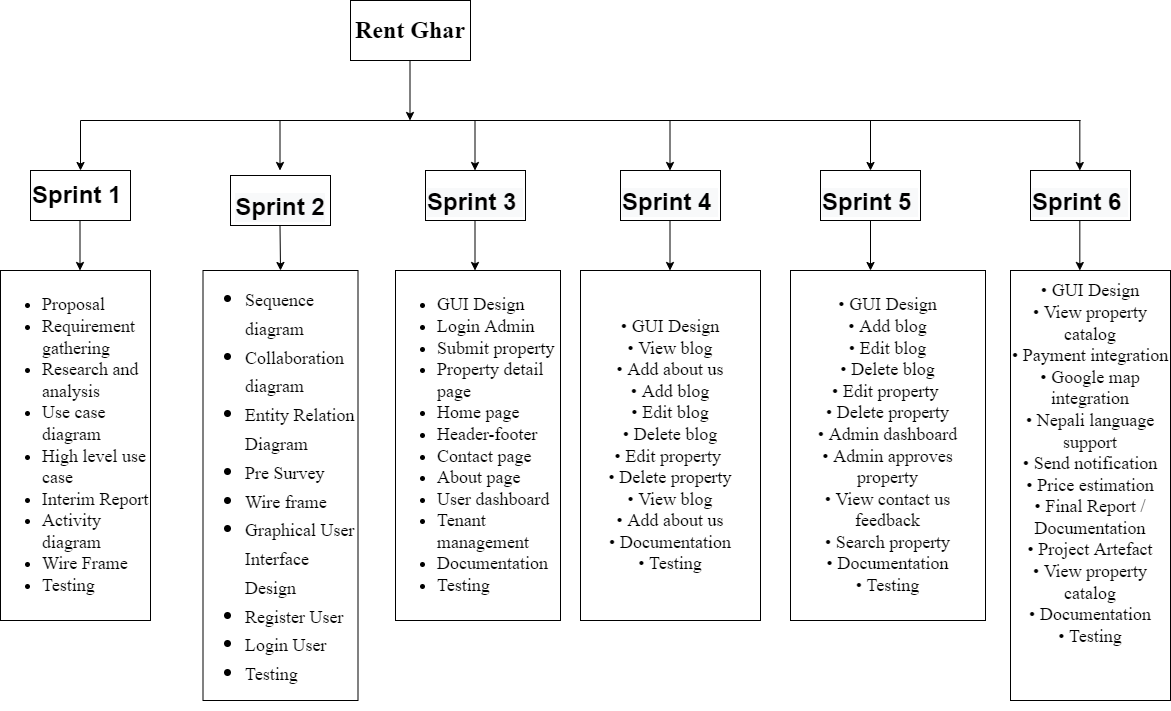 Rent Ghar
Sprint 1
Sprint 2
Sprint 3
Sprint 4
Sprint 5
Sprint 6
• Proposal
• Requirement
gathering
• Research and
analysis
• Use case
diagram
• High level use
case
• Interim Report
• Activity
diagram
• Wire Frame
• Testing
• Sequence
diagram
• Collaboration
diagram
• Entity Relation
Diagram
• Pre Survey
• Wire frame
• Graphical User
Interface
Design
• Register User
• Login User
• Testing
• GUI Design
• Login Admin
• Submit property
• Property detail
page
• Home page
• Header-footer
• Contact page
• About page
• User dashboard
• Tenant
management
• Documentation
• Testing
• GUI Design
• View blog
• Add about us
• Add blog
• Edit blog
• Delete blog
• Edit property
• Delete property
• View blog
• Add about us
• Documentation
• Testing
• GUI Design
• Add blog
• Edit blog
• Delete blog
• Edit property
• Delete property
• Admin dashboard
• Admin approves
property
• View contact us
feedback
• Search property
• Documentation
• Testing
• GUI Design
• View property
catalog
• Payment integration
• Google map
integration
• Nepali language
support
• Send notification
• Price estimation
• Final Report /
Documentation
• Project Artefact
• View property
catalog
• Documentation
• Testing